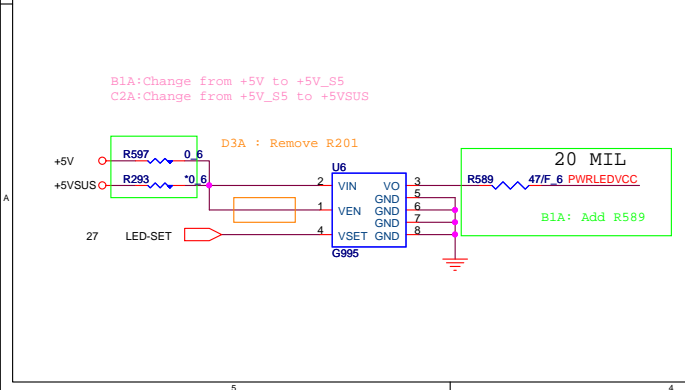 B1A:Change from +5V to +5V_S5
C2A:Change from +5V_S5 to +5VSUS
D3A : Remove R201
+5V R597 0_6
+5VSUS R293 *0_6
27 LED-SET
U6
2 VIN VO 3
GND 5
1 VEN GND 6
GND 7
4 VSET GND 8
G995
20 MIL
R589 47/F_6 PWRLEDVCC
B1A: Add R589
A
5
4